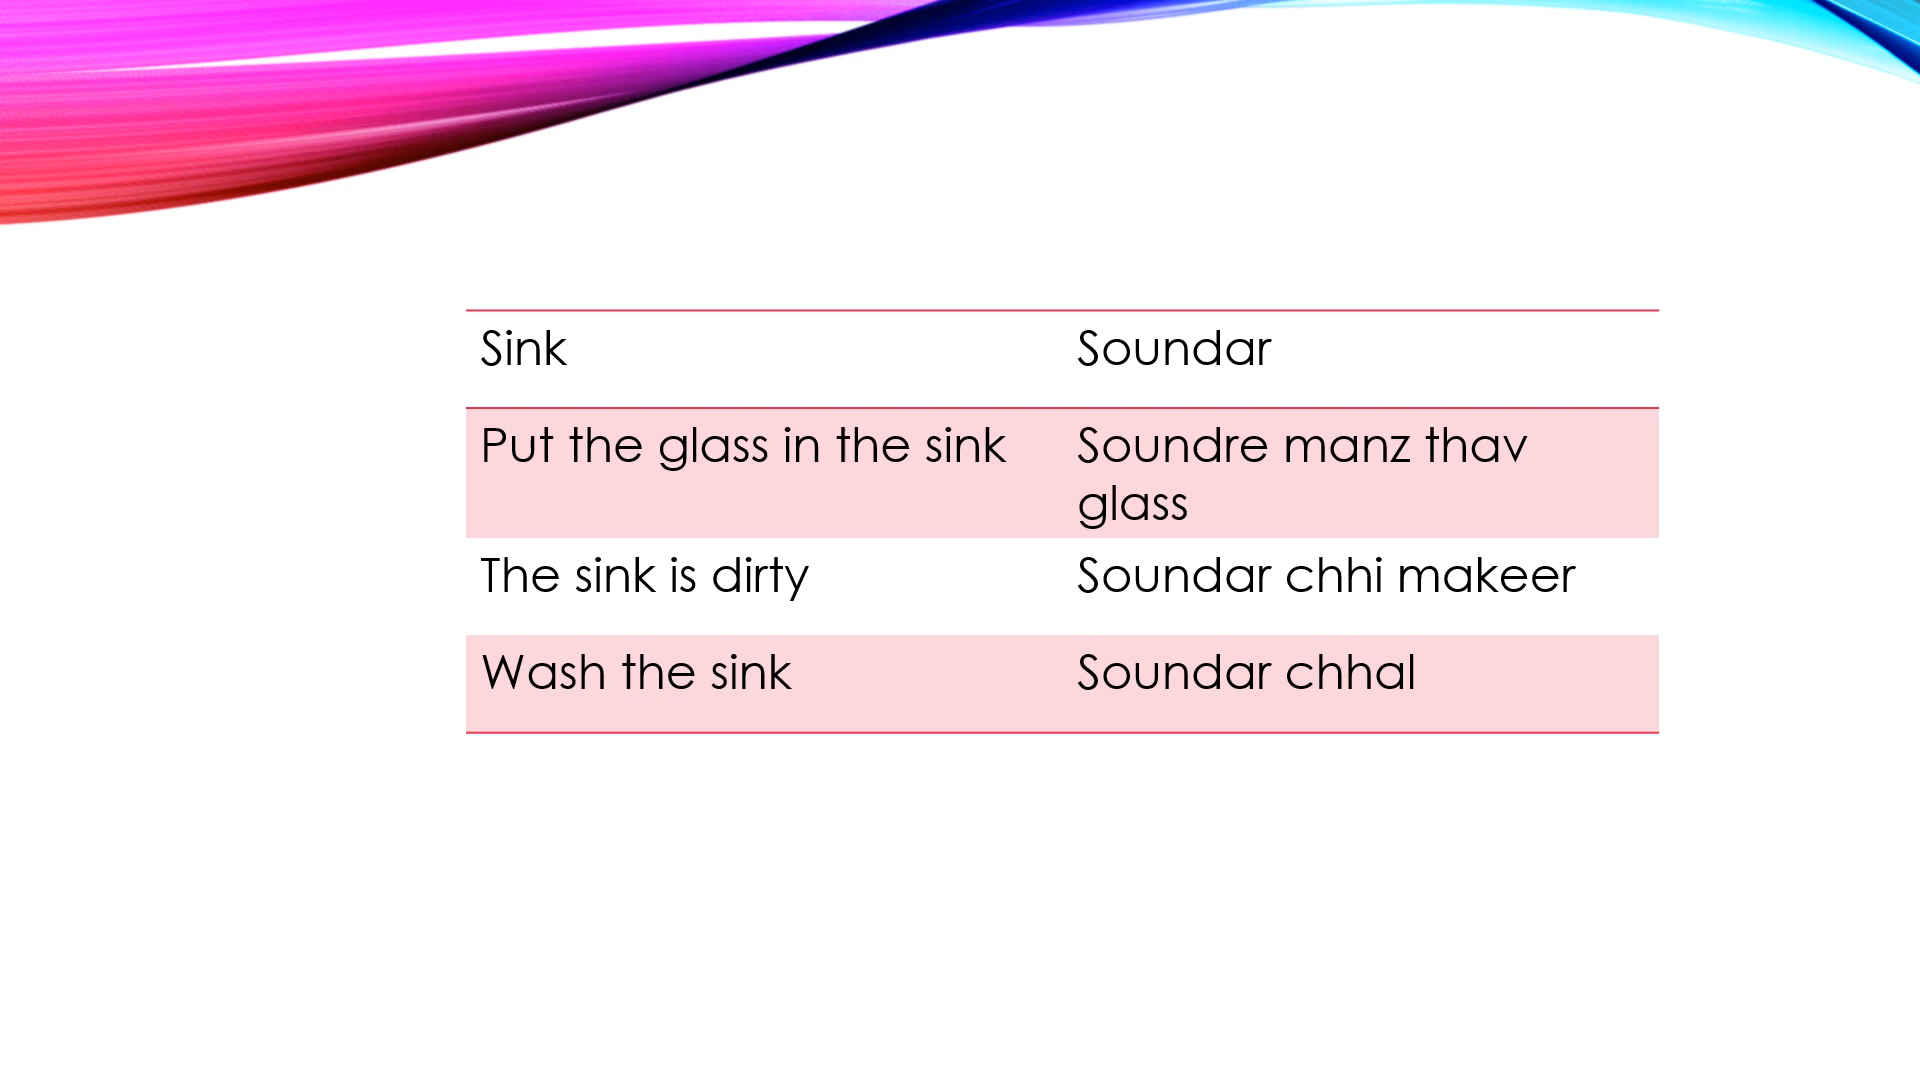 Sink
Soundar
Put the glass in the sink
Soundre manz thav
glass
The sink is dirty
Soundar chhi makeer
Wash the sink
Soundar chhal